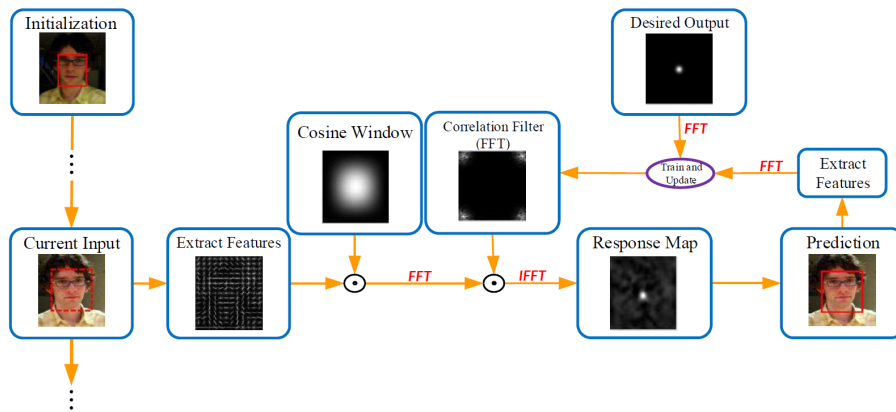 Initialization
Desired Output
Cosine Window
Correlation Filter
(FFT)
FFT
Train and
Update
FFT
Extract
Features
Current Input
Extract Features
FFT
IFFT
Response Map
Prediction